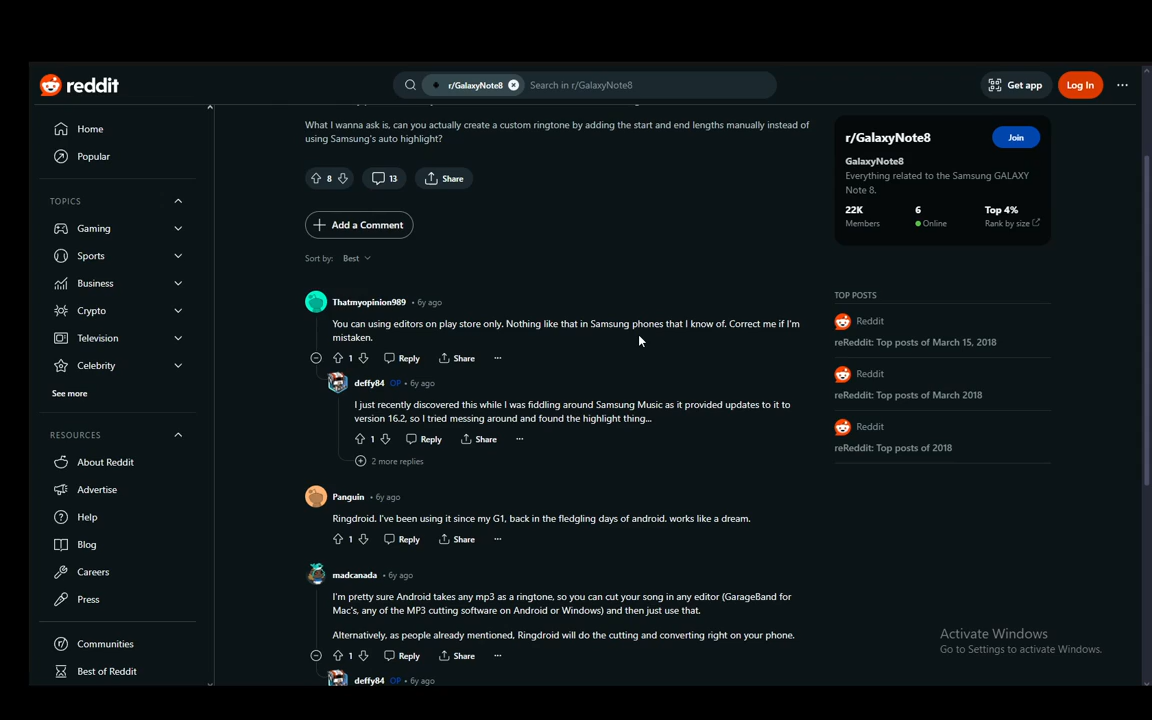 reddit
r/GalaxyNote8
Search in r/GalaxyNote8
Get app
Log In
Home
Popular
TOPICS
Gaming
Sports
Business
Crypto
Television
Celebrity
See more
RESOURCES
About Reddit
Advertise
Help
Blog
Careers
Press
Communities
Best of Reddit
What I wanna ask is, can you actually create a custom ringtone by adding the start and end lengths manually instead of
using Samsung's auto highlight?
8
13
Share
Add a Comment
Sort by: Best
Thatmyopinion989 • 6y ago
You can using editors on play store only. Nothing like that in Samsung phones that I know of. Correct me if I'm
mistaken.
1 Reply Share
deffy84 OP • 6y ago
I just recently discovered this while I was fiddling around Samsung Music as it provided updates to it to
version 16.2, so I tried messing around and found the highlight thing...
1 Reply Share
2 more replies
Panguin • 6y ago
Ringdroid. I've been using it since my G1, back in the fledgling days of android. works like a dream.
1 Reply Share
madcanada • 6y ago
I'm pretty sure Android takes any mp3 as a ringtone, so you can cut your song in any editor (GarageBand for
Mac's, any of the MP3 cutting software on Android or Windows) and then just use that.
Alternatively, as people already mentioned, Ringdroid will do the cutting and converting right on your phone.
1 Reply Share
deffy84 OP • 6y ago
r/GalaxyNote8
Join
GalaxyNote8
Everything related to the Samsung GALAXY
Note 8.
22K 6 Top 4%
Members Online Rank by size
TOP POSTS
Reddit
reReddit: Top posts of March 15, 2018
Reddit
reReddit: Top posts of March 2018
Reddit
reReddit: Top posts of 2018
Activate Windows
Go to Settings to activate Windows.